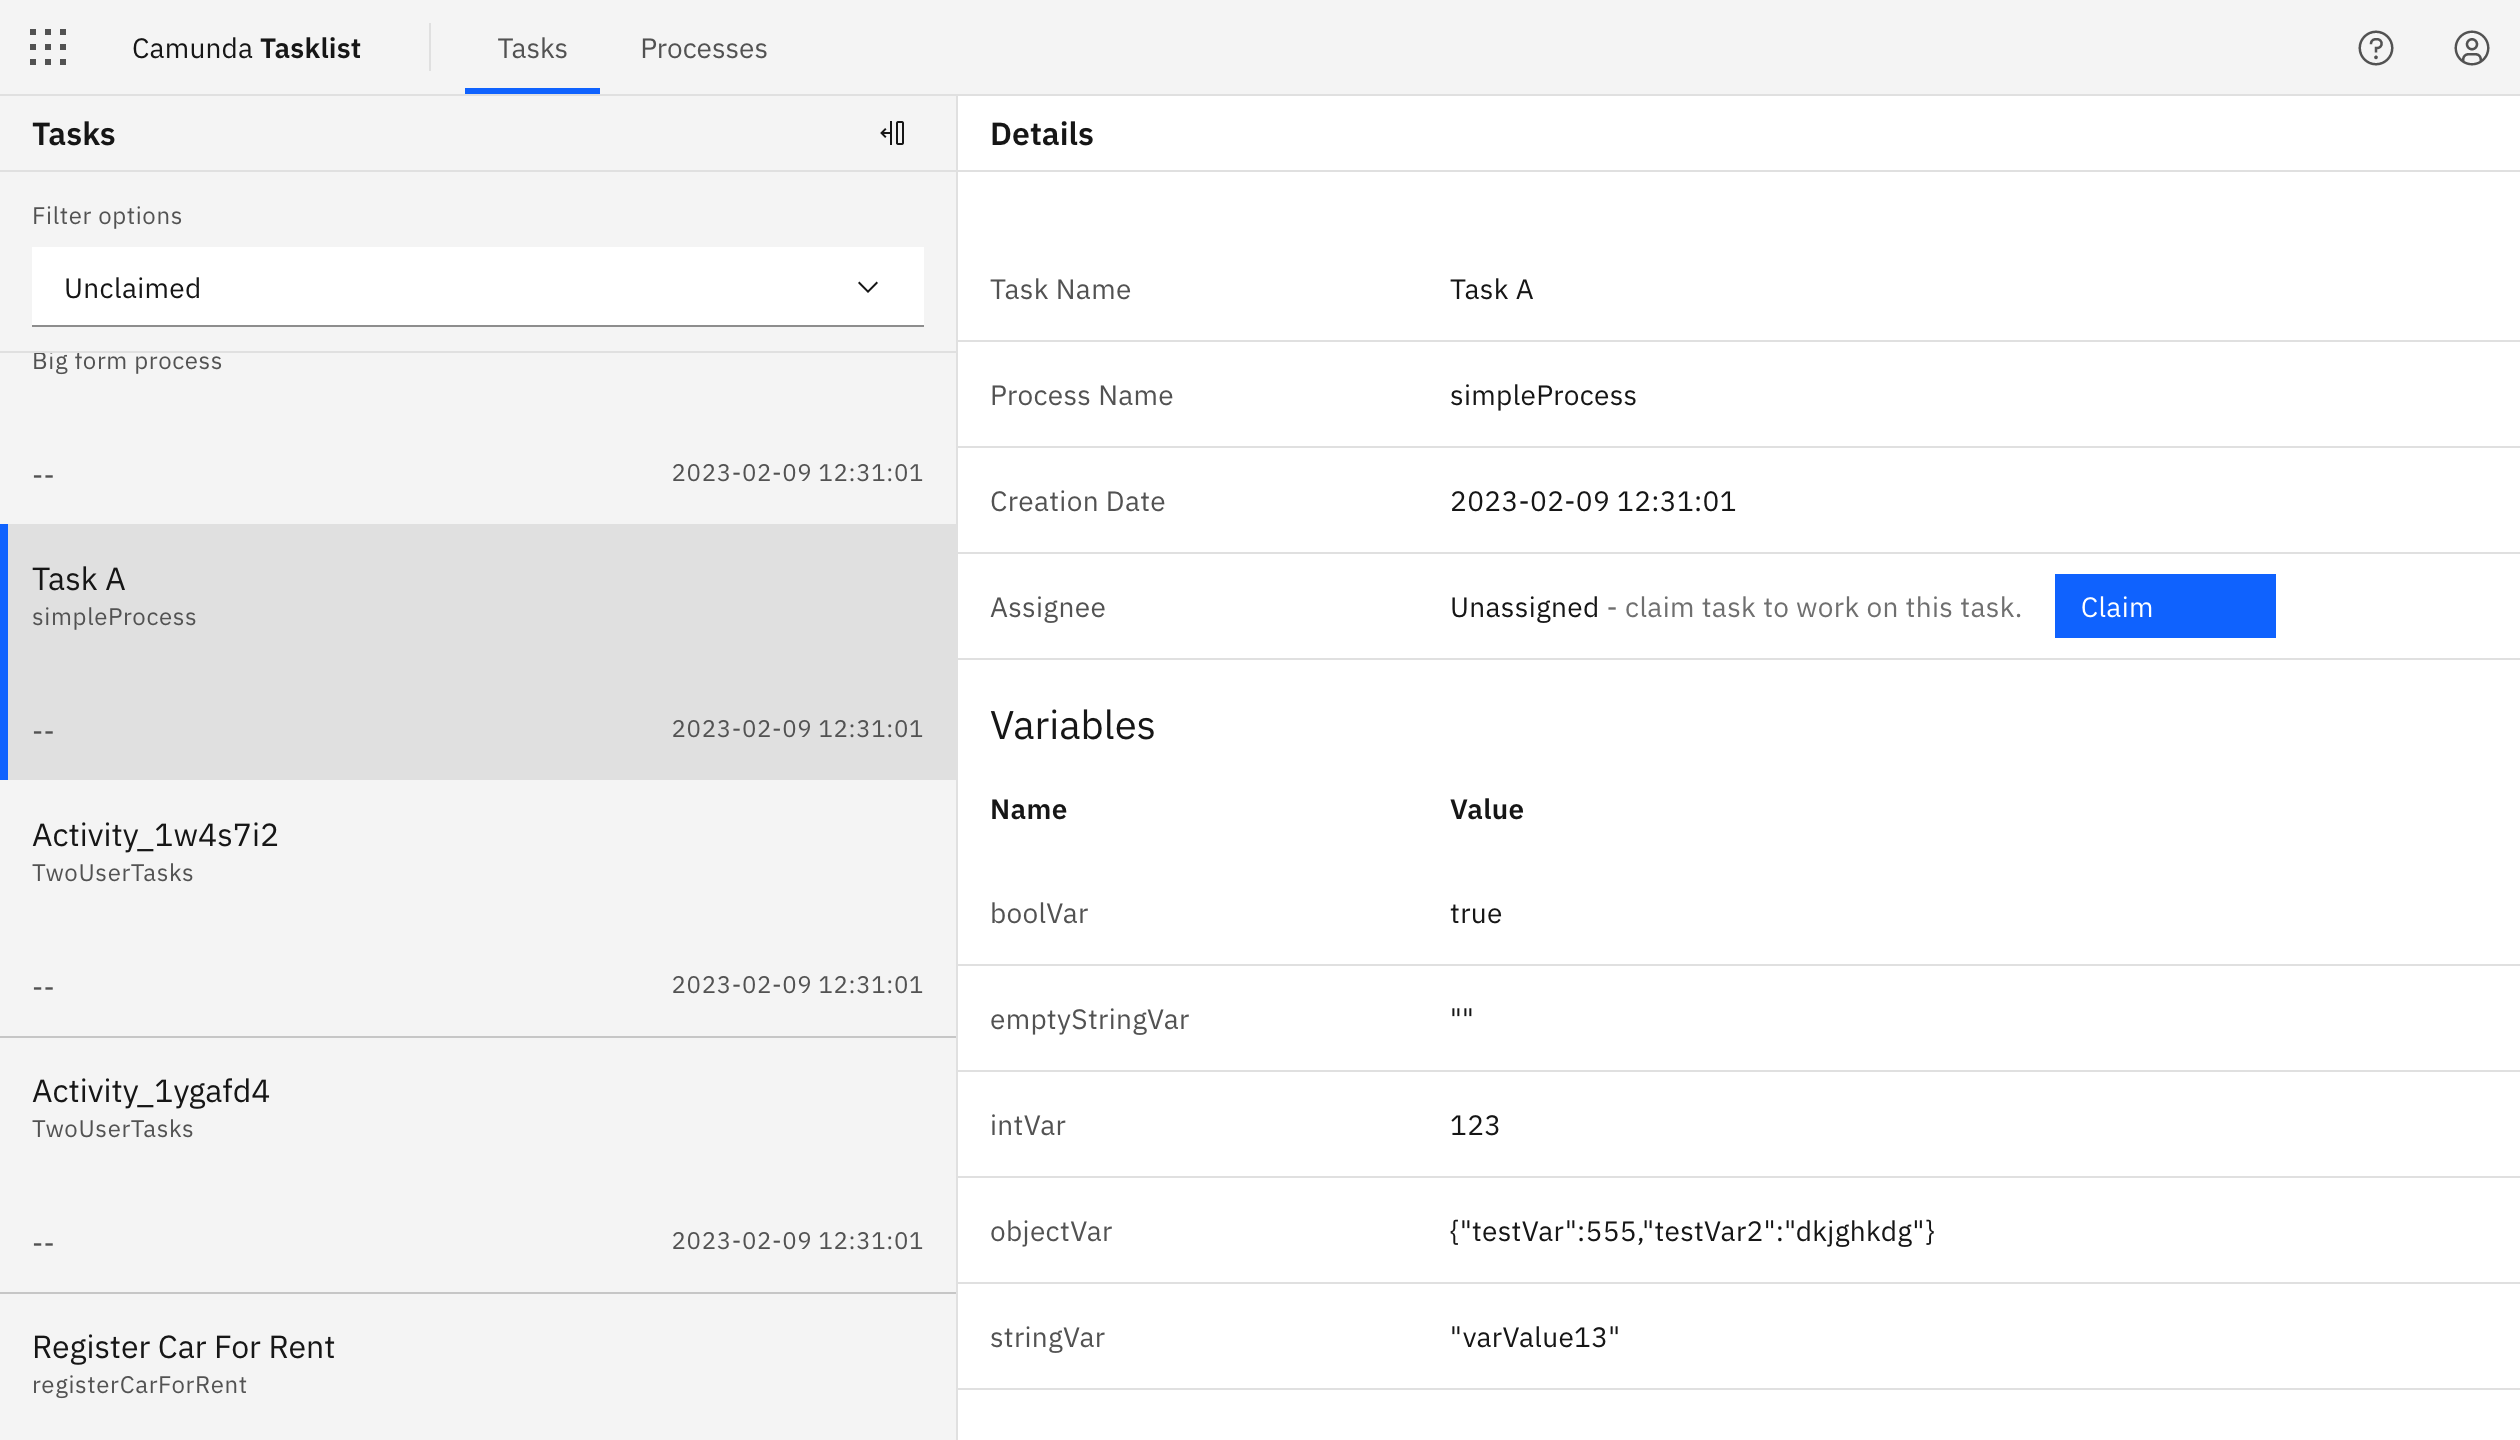 Camunda Tasklist
Tasks
Processes
Tasks
Filter options
Unclaimed
Big form process
--
2023-02-09 12:31:01
Task A
simpleProcess
--
2023-02-09 12:31:01
Activity_1w4s7i2
TwoUserTasks
--
2023-02-09 12:31:01
Activity_1ygafd4
TwoUserTasks
--
2023-02-09 12:31:01
Register Car For Rent
registerCarForRent
Details
Task Name
Task A
Process Name
simpleProcess
Creation Date
2023-02-09 12:31:01
Assignee
Unassigned - claim task to work on this task.
Claim
Variables
Name
Value
boolVar
true
emptyStringVar
""
intVar
123
objectVar
{"testVar":555,"testVar2":"dkjghkdg"}
stringVar
"varValue13"